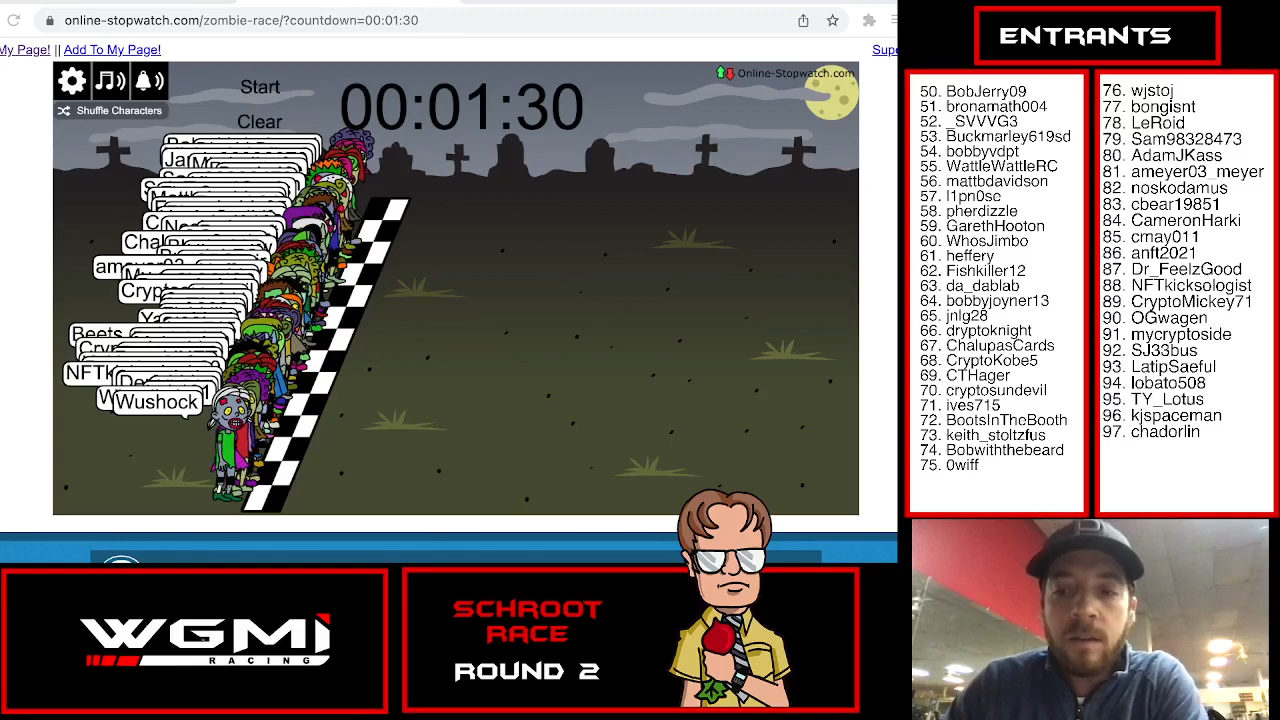 online-stopwatch.com/zombie-race/?countdown=00:01:30
My Page! || Add To My Page!
Start
Clear
00:01:30
Online-Stopwatch.com
Shuffle Characters
Beets
NFTK
Wushock
WGMI
RACING
SCHROOT
RACE
ROUND 2
ENTRANTS
50. BobJerry09
51. bronamath004
52. _SVVVG3
53. Buckmarley619sd
54. bobbyvdpt
55. WattleWattleRC
56. mattbdavidson
57. l1pn0se
58. pherdizzle
59. GarethHooton
60. WhosJimbo
61. heffery
62. Fishkiller12
63. da_dablab
64. bobbyjoyner13
65. jnlg28
66. dryptoknight
67. ChalupasCards
68. CryptoKobe5
69. CTHager
70. cryptosundevil
71. ives715
72. BootsInTheBooth
73. keith_stoltzfus
74. Bobwiththebeard
75. 0wiff
76. wjstoj
77. bongisnt
78. LeRoid
79. Sam98328473
80. AdamJKass
81. ameyer03_meyer
82. noskodamus
83. cbear19851
84. CameronHarki
85. cmay011
86. anft2021
87. Dr_FeelzGood
88. NFTkicksologist
89. CryptoMickey71
90. OGwagen
91. mycryptoside
92. SJ33bus
93. LatipSaeful
94. lobato508
95. TY_Lotus
96. kjspaceman
97. chadorlin